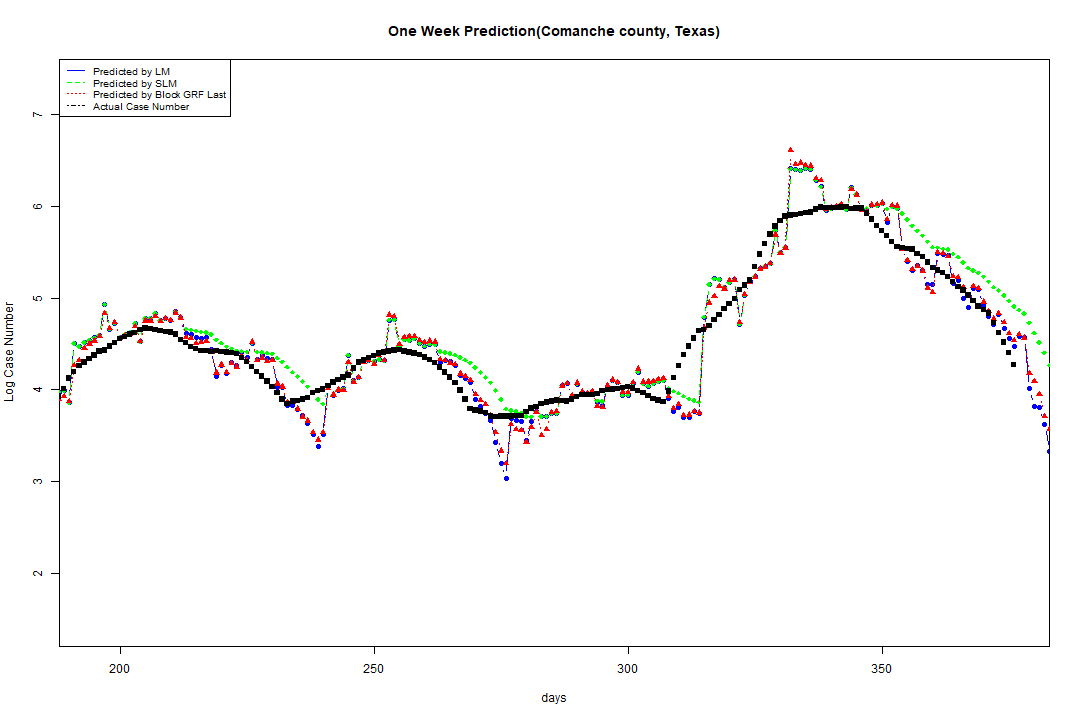 One Week Prediction(Comanche county, Texas)
Predicted by LM
Predicted by SLM
Predicted by Block GRF Last
Actual Case Number
7
6
5
4
3
2
Log Case Number
200
250
300
350
days